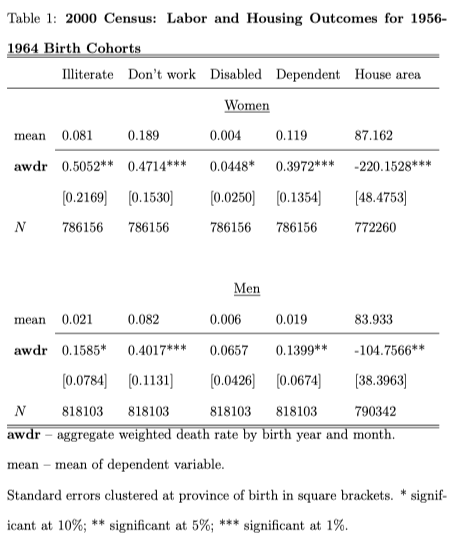 Table 1: 2000 Census: Labor and Housing Outcomes for 1956-
1964 Birth Cohorts
Illiterate Don't work Disabled Dependent House area
Women
mean 0.081 0.189 0.004 0.119 87.162
awdr 0.5052** 0.4714*** 0.0448* 0.3972*** -220.1528***
[0.2169] [0.1530] [0.0250] [0.1354] [48.4753]
N 786156 786156 786156 786156 772260
Men
mean 0.021 0.082 0.006 0.019 83.933
awdr 0.1585* 0.4017*** 0.0657 0.1399** -104.7566**
[0.0784] [0.1131] [0.0426] [0.0674] [38.3963]
N 818103 818103 818103 818103 790342
awdr – aggregate weighted death rate by birth year and month.
mean – mean of dependent variable.
Standard errors clustered at province of birth in square brackets. * signif-
icant at 10%; ** significant at 5%; *** significant at 1%.